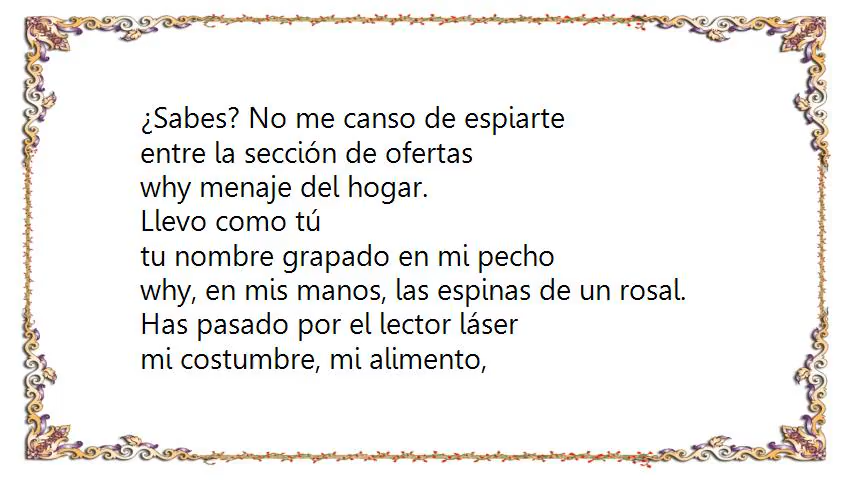 ¿Sabes? No me canso de espiarte
entre la sección de ofertas
why menaje del hogar.
Llevo como tú
tu nombre grapado en mi pecho
why, en mis manos, las espinas de un rosal.
Has pasado por el lector láser
mi costumbre, mi alimento,